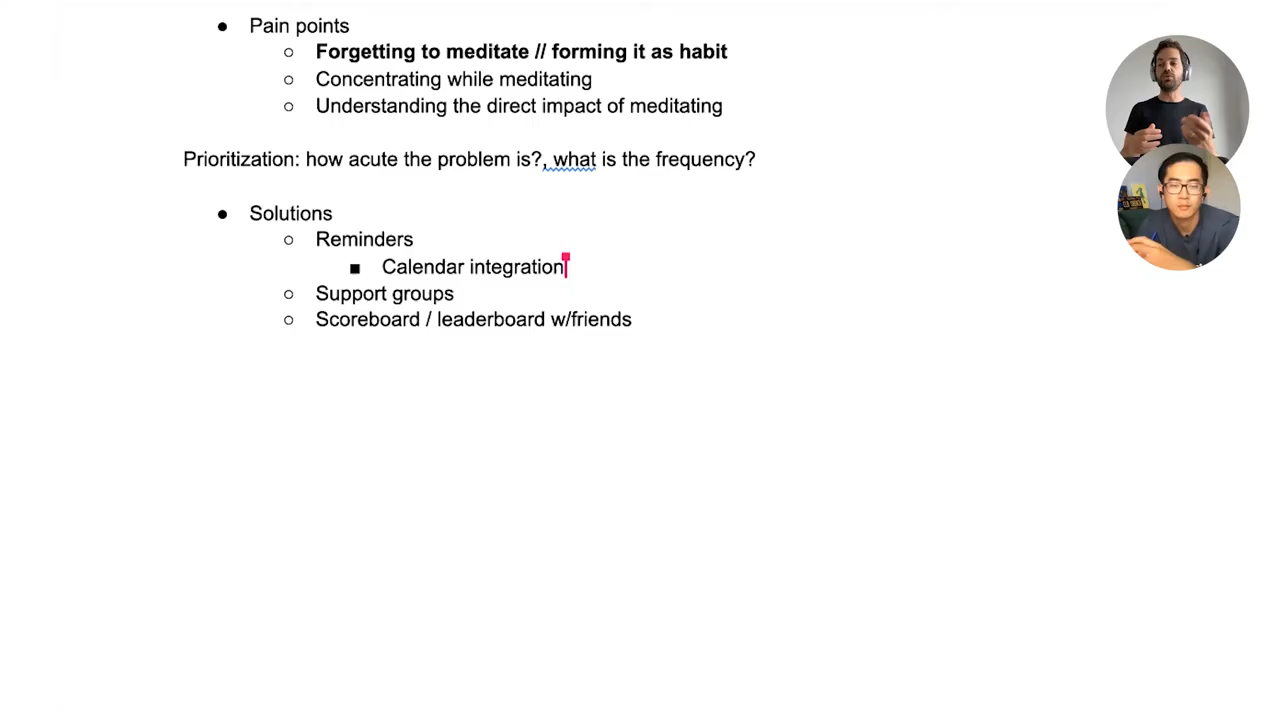 ● Pain points
○ Forgetting to meditate // forming it as habit
○ Concentrating while meditating
○ Understanding the direct impact of meditating
Prioritization: how acute the problem is?, what is the frequency?
● Solutions
○ Reminders
■ Calendar integration
○ Support groups
○ Scoreboard / leaderboard w/friends